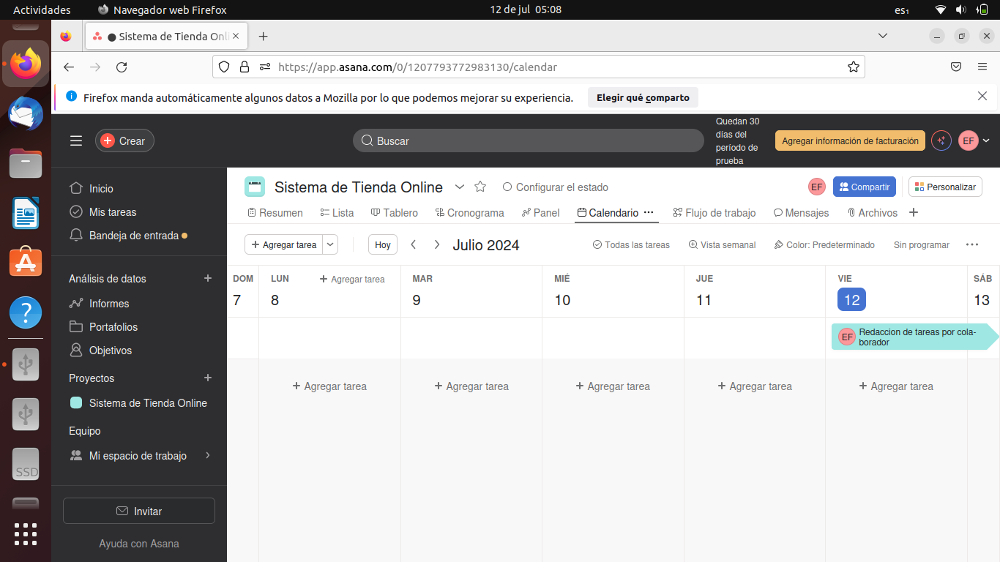 Actividades
Navegador web Firefox
12 de jul 05:08
es₁
Sistema de Tienda Onli
https://app.asana.com/0/1207793772983130/calendar
Firefox manda automáticamente algunos datos a Mozilla por lo que podemos mejorar su experiencia.
Elegir qué comparto
Crear
Buscar
Quedan 30
días del
período de
prueba
Agregar información de facturación
EF
Inicio
Mis tareas
Bandeja de entrada
Análisis de datos
Informes
Portafolios
Objetivos
Proyectos
Sistema de Tienda Online
Equipo
Mi espacio de trabajo
Invitar
Ayuda con Asana
Sistema de Tienda Online
Configurar el estado
EF
Compartir
Personalizar
Resumen
Lista
Tablero
Cronograma
Panel
Calendario
Flujo de trabajo
Mensajes
Archivos
Agregar tarea
Hoy
Julio 2024
Todas las tareas
Vista semanal
Color: Predeterminado
Sin programar
DOM
7
LUN
Agregar tarea
8
MAR
9
MIÉ
10
JUE
11
VIE
12
SÁB
13
EF
Redaccion de tareas por cola-
borador
Agregar tarea
Agregar tarea
Agregar tarea
Agregar tarea
Agregar tarea
SSD